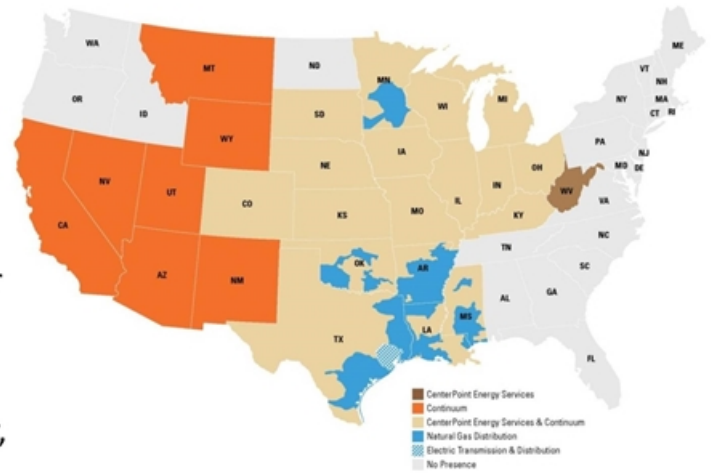 WA
MT
ND
MN
ME
VT
NH
OR
ID
SD
WI
MI
NY
MA
CT
RI
WY
IA
PA
NJ
NV
UT
NE
IL
IN
OH
MD
DE
CO
WV
VA
CA
KS
MO
KY
NC
AZ
NM
OK
AR
TN
SC
AL
GA
TX
LA
MS
FL
CenterPoint Energy Services
Continuum
CenterPoint Energy Services & Continuum
Natural Gas Distribution
Electric Transmission & Distribution
No Presence